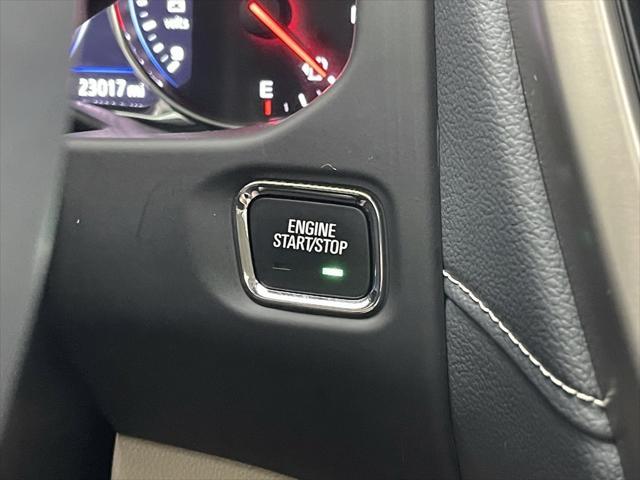 volts
23017 mi
E
ENGINE
START/STOP